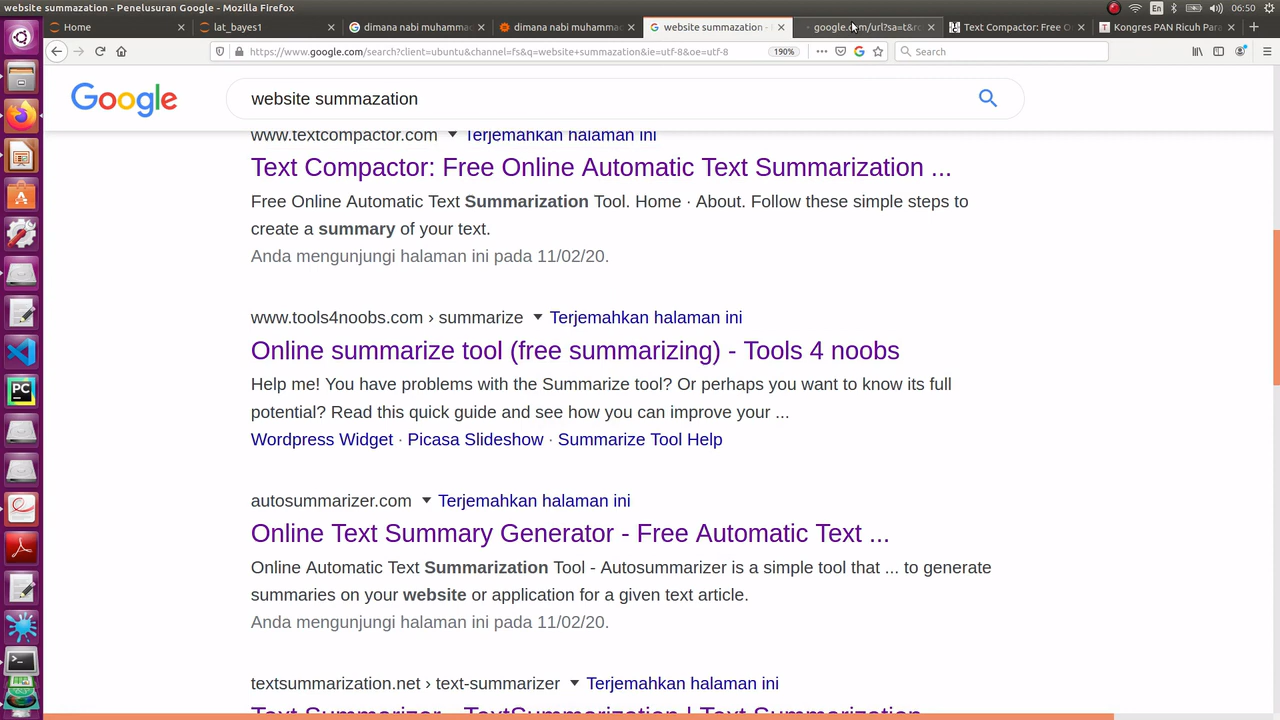 website summazation - Penelusuran Google - Mozilla Firefox
En
06:50
Home
lat_bayes1
dimana nabi muhammad
dimana nabi muhammad
website summazation -
google.com/url?sa=t&rc
Text Compactor: Free O
Kongres PAN Ricuh Para
https://www.google.com/search?client=ubuntu&channel=fs&q=website+summazation&ie=utf-8&oe=utf-8
190%
Search
Google
website summazation
www.textcompactor.com
Terjemahkan halaman ini
Text Compactor: Free Online Automatic Text Summarization ...
Free Online Automatic Text Summarization Tool. Home · About. Follow these simple steps to
create a summary of your text.
Anda mengunjungi halaman ini pada 11/02/20.
www.tools4noobs.com › summarize
Terjemahkan halaman ini
Online summarize tool (free summarizing) - Tools 4 noobs
Help me! You have problems with the Summarize tool? Or perhaps you want to know its full
potential? Read this quick guide and see how you can improve your ...
Wordpress Widget · Picasa Slideshow · Summarize Tool Help
autosummarizer.com
Terjemahkan halaman ini
Online Text Summary Generator - Free Automatic Text ...
Online Automatic Text Summarization Tool - Autosummarizer is a simple tool that ... to generate
summaries on your website or application for a given text article.
Anda mengunjungi halaman ini pada 11/02/20.
textsummarization.net › text-summarizer
Terjemahkan halaman ini
Text Summarizer - TextSummarization | Text Summarization
PC